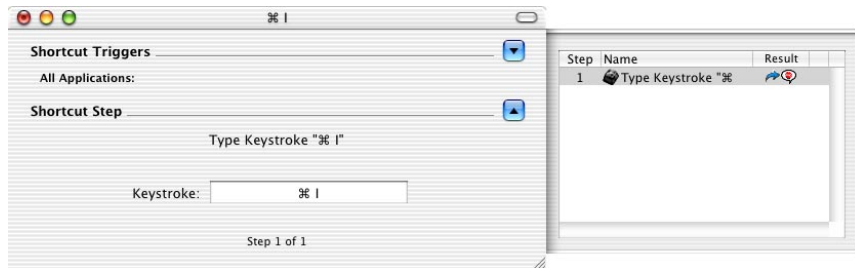 ⌘ I
Shortcut Triggers
All Applications:
Shortcut Step
Type Keystroke "⌘ I"
Keystroke: ⌘ I
Step 1 of 1
Step Name Result
1 Type Keystroke "⌘